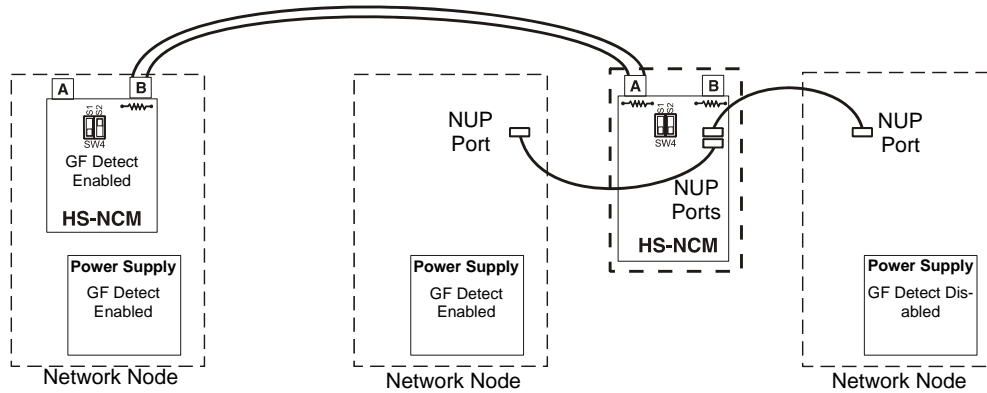 A
B
S1
S2
SW4
GF Detect
Enabled
HS-NCM
Power Supply
GF Detect
Enabled
Network Node
NUP
Port
Power Supply
GF Detect
Enabled
Network Node
A
B
S1
S2
SW4
NUP
Ports
HS-NCM
NUP
Port
Power Supply
GF Detect Dis-
abled
Network Node